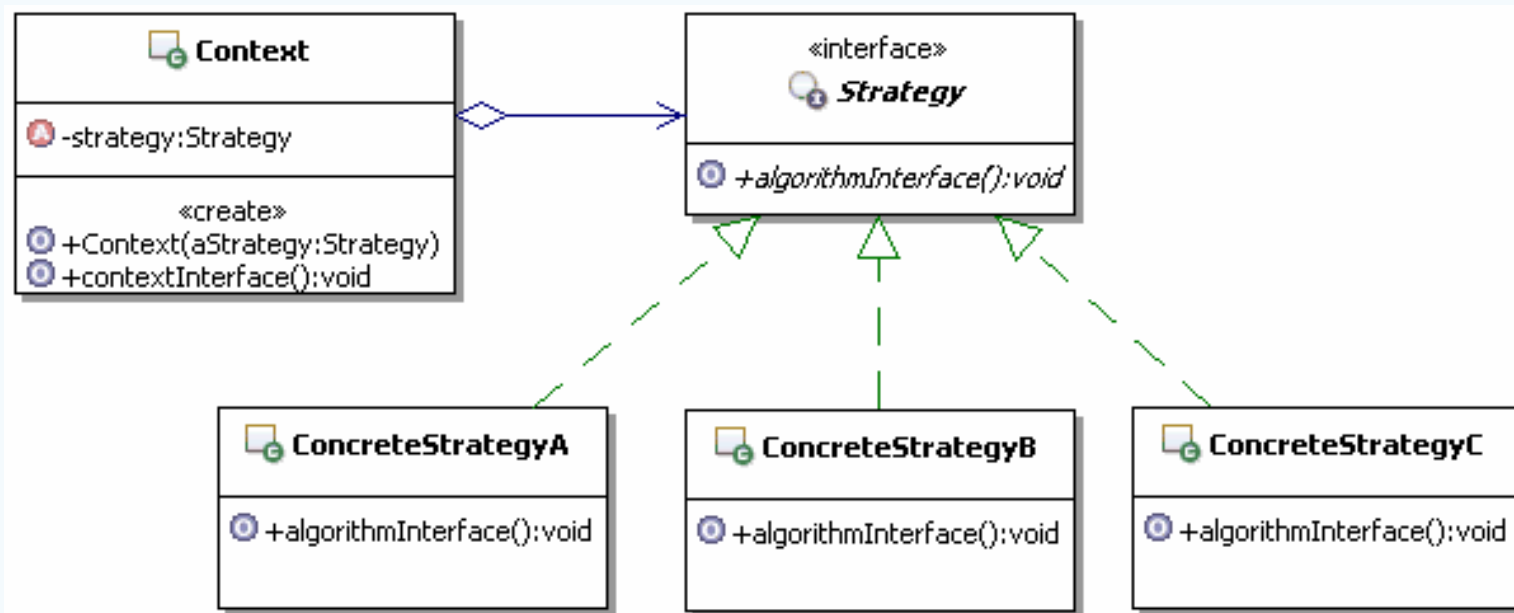 Context
-strategy:Strategy
«create»
+Context(aStrategy:Strategy)
+contextInterface():void
«interface»
Strategy
+algorithmInterface():void
ConcreteStrategyA
+algorithmInterface():void
ConcreteStrategyB
+algorithmInterface():void
ConcreteStrategyC
+algorithmInterface():void